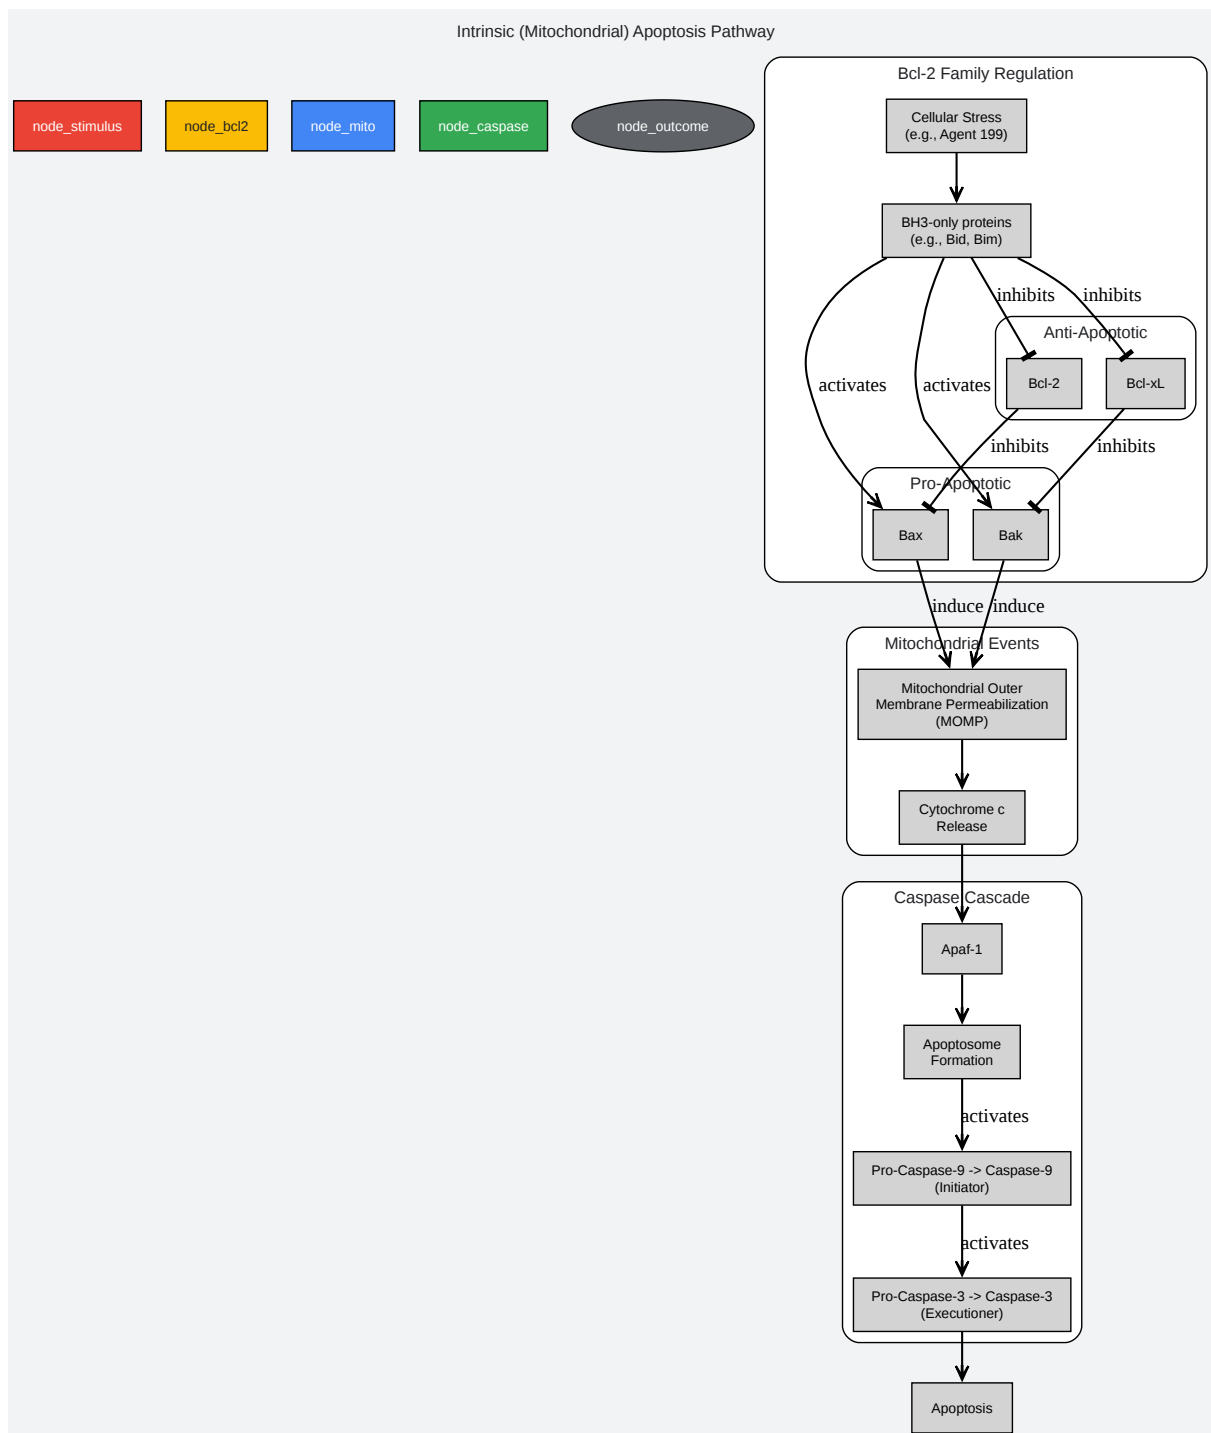 Intrinsic (Mitochondrial) Apoptosis Pathway
node_stimulus
node_bcl2
node_mito
node_caspase
node_outcome
Bcl-2 Family Regulation
Cellular Stress
(e.g., Agent 199)
BH3-only proteins
(e.g., Bid, Bim)
inhibits
inhibits
Anti-Apoptotic
activates
activates
Bcl-2
Bcl-xL
inhibits
inhibits
Pro-Apoptotic
Bax
Bak
induce
induce
Mitochondrial Events
Mitochondrial Outer
Membrane Permeabilization
(MOMP)
Cytochrome c
Release
Caspase Cascade
Apaf-1
Apoptosome
Formation
activates
Pro-Caspase-9 -> Caspase-9
(Initiator)
activates
Pro-Caspase-3 -> Caspase-3
(Executioner)
Apoptosis